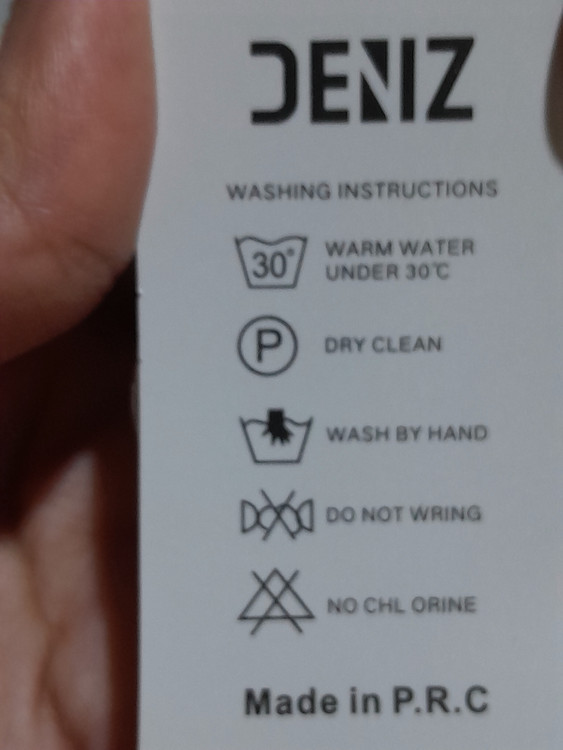 DENIZ
WASHING INSTRUCTIONS
30°
WARM WATER
UNDER 30℃
P
DRY CLEAN
WASH BY HAND
DO NOT WRING
NO CHL ORINE
Made in P.R.C